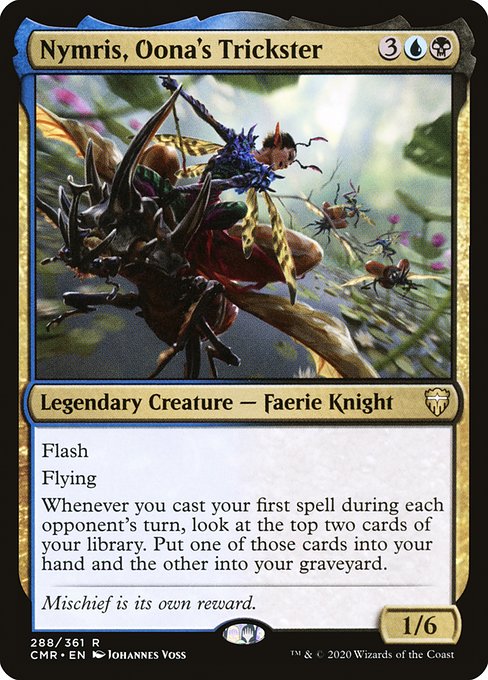 Nymris, Oona's Trickster 3
Legendary Creature — Faerie Knight
Flash
Flying
Whenever you cast your first spell during each
opponent's turn, look at the top two cards of
your library. Put one of those cards into your
hand and the other into your graveyard.
Mischief is its own reward.
1/6
288/361 R
CMR • EN Johannes Voss
™ & © 2020 Wizards of the Coast